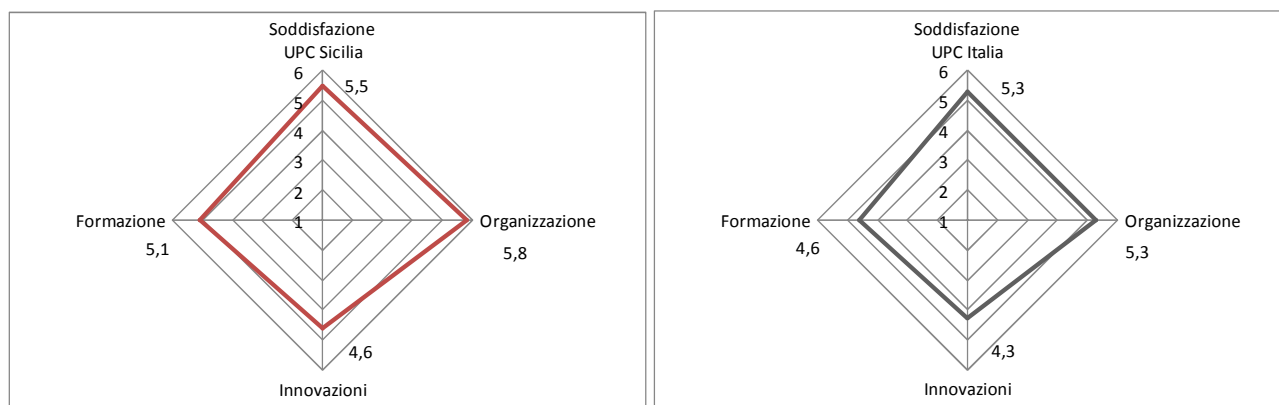 Soddisfazione
UPC Sicilia
6
5,5
5
4
3
2
1
Formazione
5,1
Organizzazione
5,8
4,6
Innovazioni
Soddisfazione
UPC Italia
6
5,3
5
4
3
2
1
Formazione
4,6
Organizzazione
5,3
4,3
Innovazioni